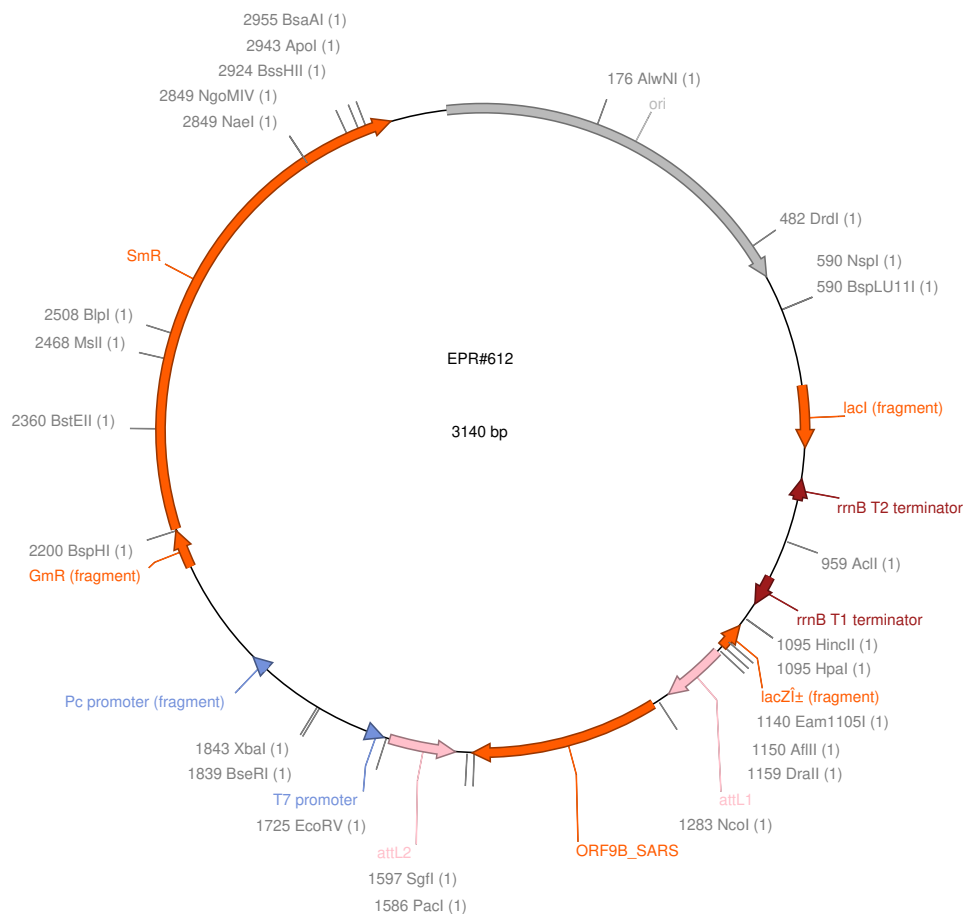 2955 BsaAI (1)
2943 ApoI (1)
2924 BssHII (1)
2849 NgoMIV (1)
2849 NaeI (1)
176 AlwNI (1)
ori
482 DrdI (1)
590 NspI (1)
590 BspLU11I (1)
SmR
2508 BlpI (1)
2468 MslI (1)
2360 BstEII (1)
EPR#612
3140 bp
lacI (fragment)
rrnB T2 terminator
959 AclI (1)
2200 BspHI (1)
GmR (fragment)
rrnB T1 terminator
1095 HincII (1)
1095 HpaI (1)
lacZÎ± (fragment)
1140 Eam1105I (1)
1150 AflII (1)
1159 DraII (1)
Pc promoter (fragment)
1843 XbaI (1)
1839 BseRI (1)
T7 promoter
1725 EcoRV (1)
attL1
1283 NcoI (1)
attL2
ORF9B_SARS
1597 SgfI (1)
1586 PacI (1)